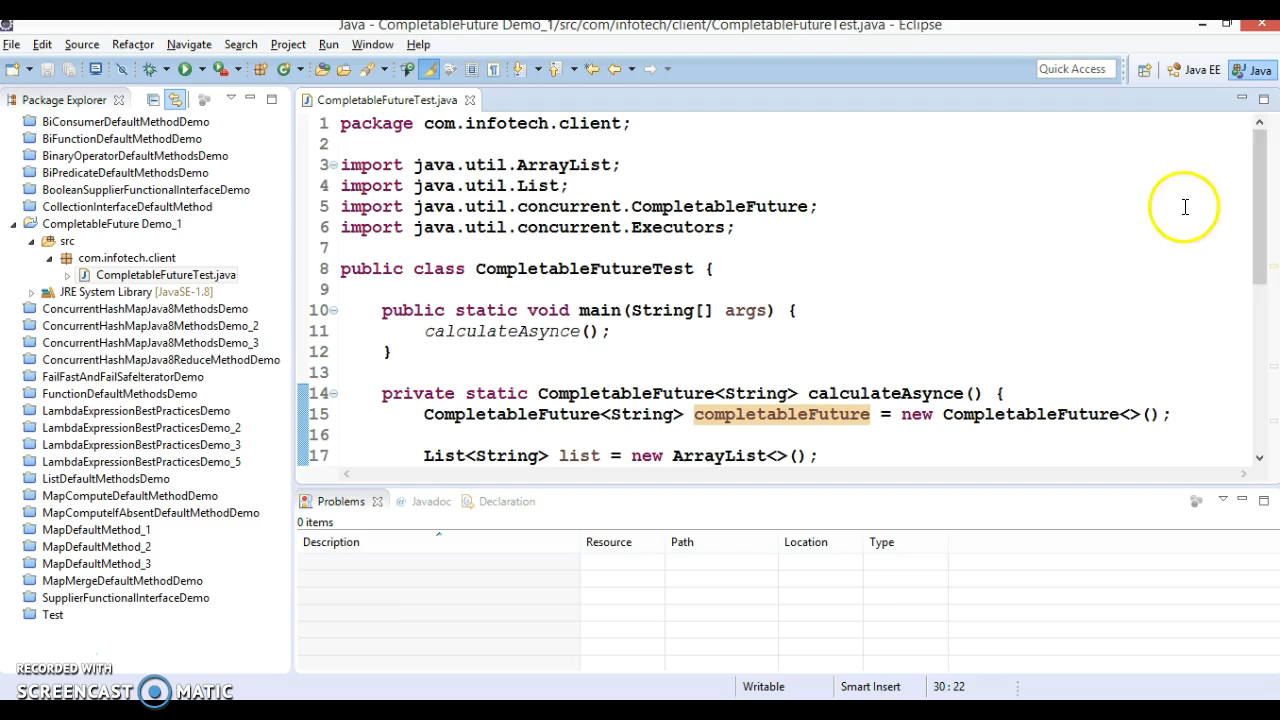 Java - CompletableFuture Demo_1/src/com/infotech/client/CompletableFutureTest.java - Eclipse
File Edit Source Refactor Navigate Search Project Run Window Help
Quick Access
Java EE
Java
Package Explorer
CompletableFutureTest.java
BiConsumerDefaultMethodDemo
BiFunctionDefaultMethodDemo
BinaryOperatorDefaultMethodsDemo
BiPredicateDefaultMethodsDemo
BooleanSupplierFunctionalInterfaceDemo
CollectionInterfaceDefaultMethod
CompletableFuture Demo_1
src
com.infotech.client
CompletableFutureTest.java
JRE System Library [JavaSE-1.8]
ConcurrentHashMapJava8MethodsDemo
ConcurrentHashMapJava8MethodsDemo_2
ConcurrentHashMapJava8MethodsDemo_3
ConcurrentHashMapJava8ReduceMethodDemo
FailFastAndFailSafeIteratorDemo
FunctionDefaultMethodsDemo
LambdaExpressionBestPracticesDemo
LambdaExpressionBestPracticesDemo_2
LambdaExpressionBestPracticesDemo_3
LambdaExpressionBestPracticesDemo_5
ListDefaultMethodsDemo
MapComputeDefaultMethodDemo
MapComputeIfAbsentDefaultMethodDemo
MapDefaultMethod_1
MapDefaultMethod_2
MapDefaultMethod_3
MapMergeDefaultMethodDemo
SupplierFunctionalInterfaceDemo
Test
1 package com.infotech.client;
2
3 import java.util.ArrayList;
4 import java.util.List;
5 import java.util.concurrent.CompletableFuture;
6 import java.util.concurrent.Executors;
7
8 public class CompletableFutureTest {
9
10 public static void main(String[] args) {
11 calculateAsynce();
12 }
13
14 private static CompletableFuture<String> calculateAsynce() {
15 CompletableFuture<String> completableFuture = new CompletableFuture<>();
16
17 List<String> list = new ArrayList<>();
Problems
Javadoc
Declaration
0 items
Description Resource Path Location Type
RECORDED WITH
SCREENCAST MATIC
Writable Smart Insert 30 : 22